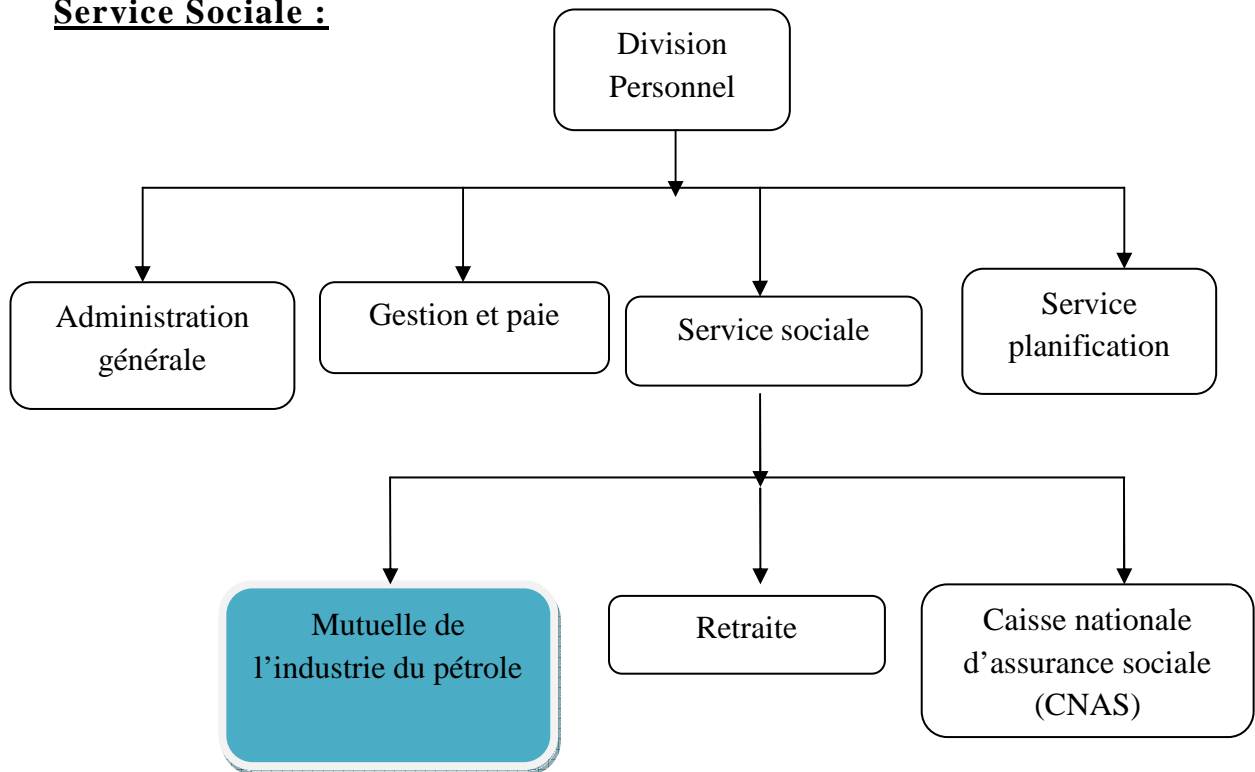 Service Sociale :
Division
Personnel
Administration
générale
Gestion et paie
Service sociale
Service
planification
Mutuelle de
l’industrie du pétrole
Retraite
Caisse nationale
d’assurance sociale
(CNAS)